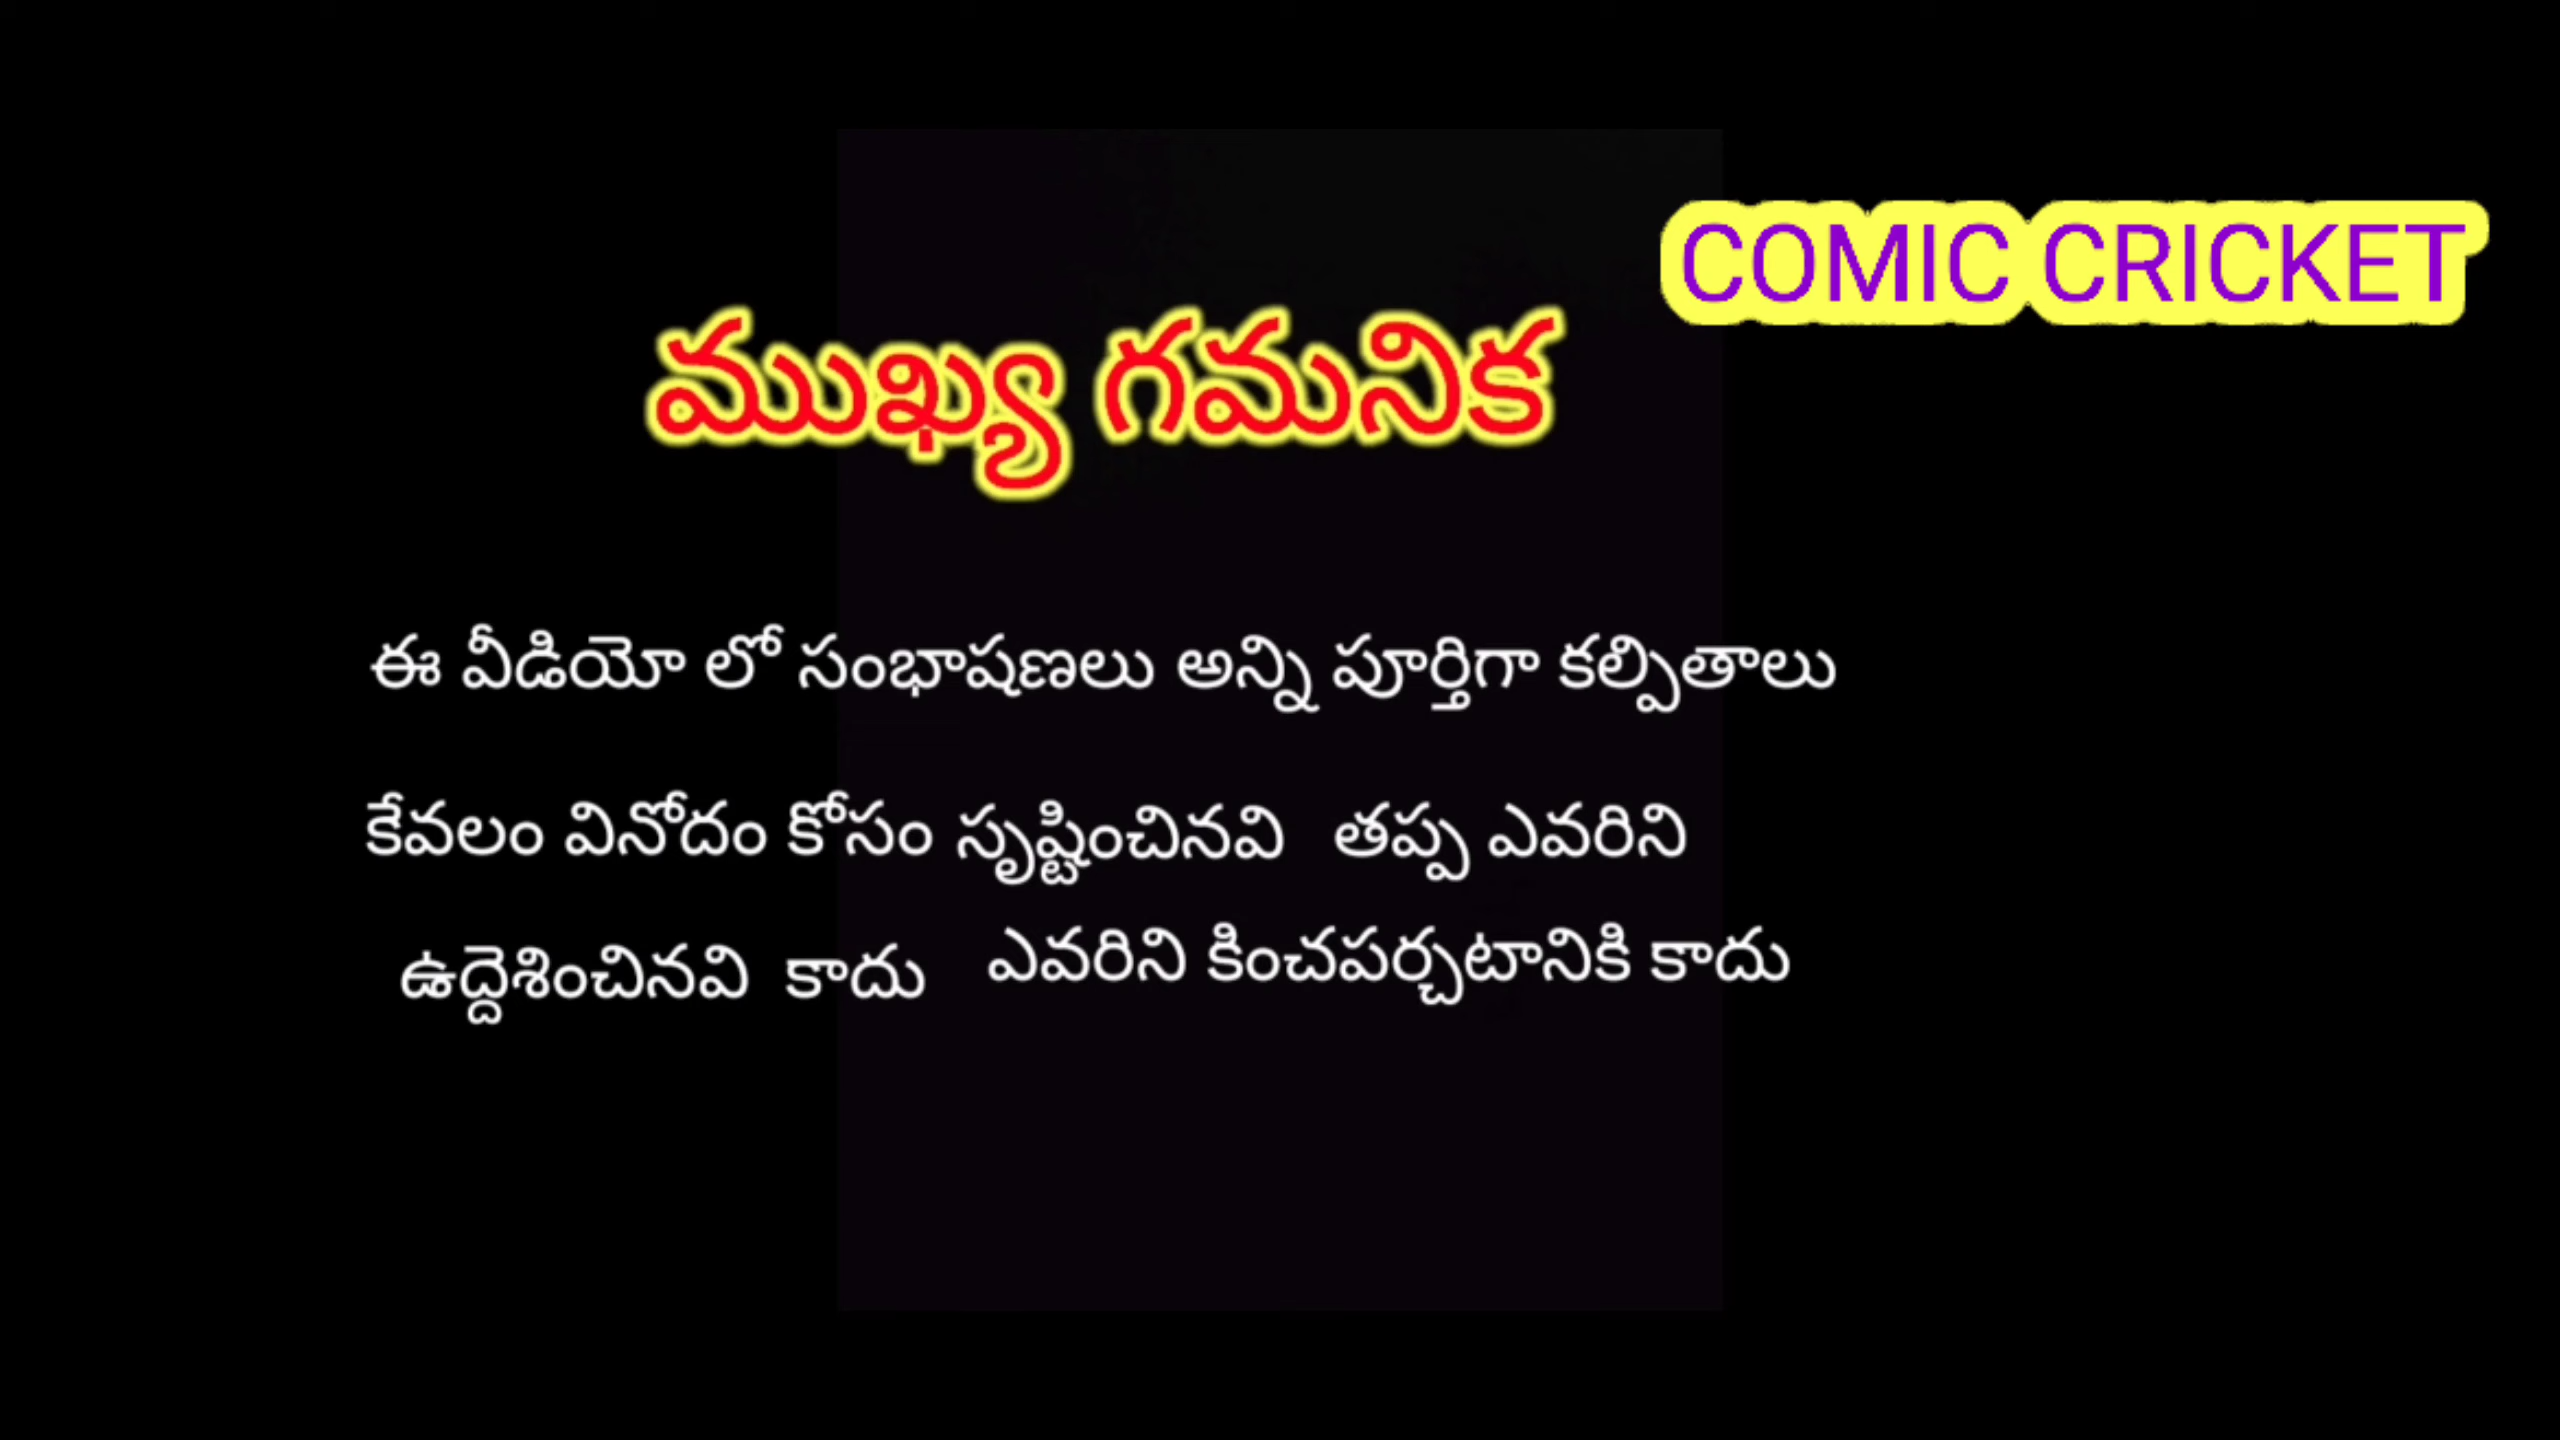 COMIC CRICKET
ముఖ్య గమనిక
ఈ వీడియో లో సంభాషణలు అన్ని పూర్తిగా కల్పితాలు
కేవలం వినోదం కోసం సృష్టించినవి తప్ప ఎవరిని
ఉద్దెశించినవి కాదు ఎవరిని కించపర్చటానికి కాదు